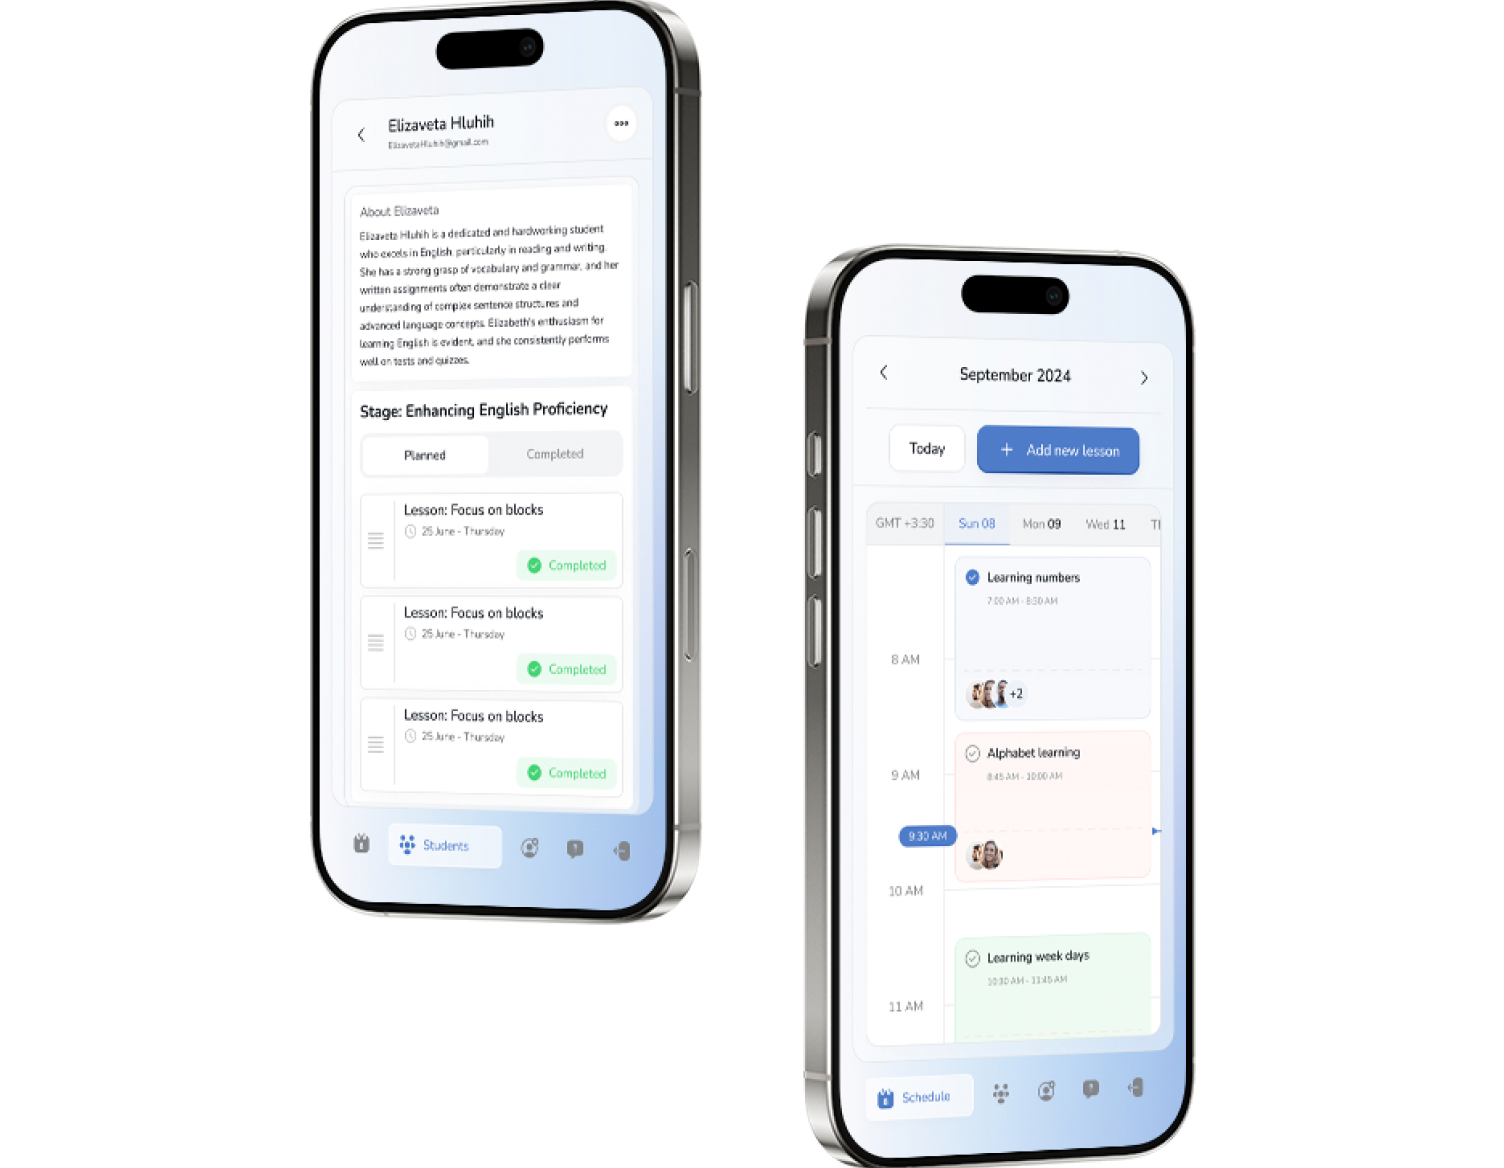 Elizaveta Hluhih
ElizavetaHluhih@gmail.com
About Elizaveta
Elizaveta Hluhih is a dedicated and hardworking student
who excels in English, particularly in reading and writing.
She has a strong grasp of vocabulary and grammar, and her
written assignments often demonstrate a clear
understanding of complex sentence structures and
advanced language concepts. Elizabeth's enthusiasm for
learning English is evident, and she consistently performs
well on tests and quizzes.
Stage: Enhancing English Proficiency
Planned
Completed
Lesson: Focus on blocks
25 June - Thursday
Completed
Lesson: Focus on blocks
25 June - Thursday
Completed
Lesson: Focus on blocks
25 June - Thursday
Completed
Students
September 2024
Today
+ Add new lesson
GMT +3:30
Sun 08
Mon 09
Wed 11
Th
Learning numbers
7:00 AM - 8:30 AM
8 AM
+2
Alphabet learning
8:45 AM - 10:00 AM
9 AM
9:30 AM
10 AM
Learning week days
10:30 AM - 11:45 AM
11 AM
Schedule